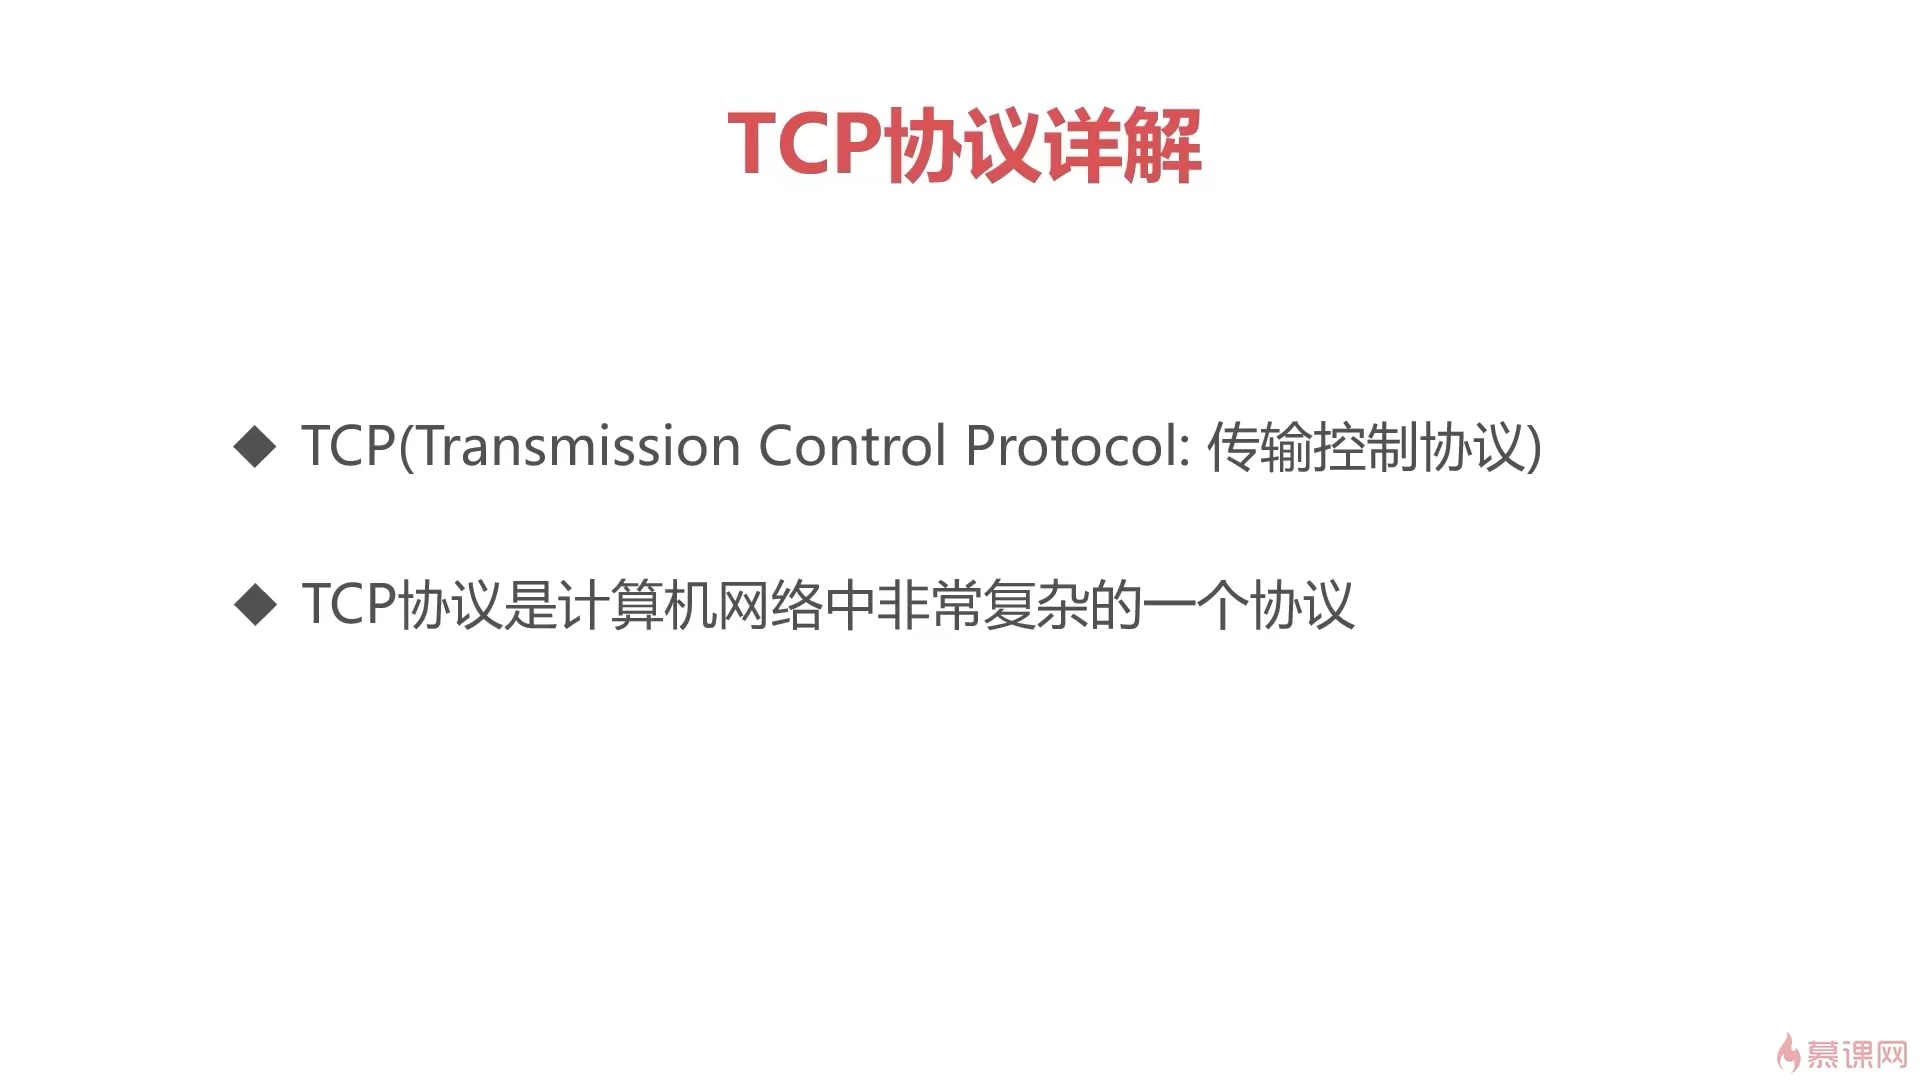 TCP协议详解
◆ TCP(Transmission Control Protocol: 传输控制协议)
◆ TCP协议是计算机网络中非常复杂的一个协议
慕课网